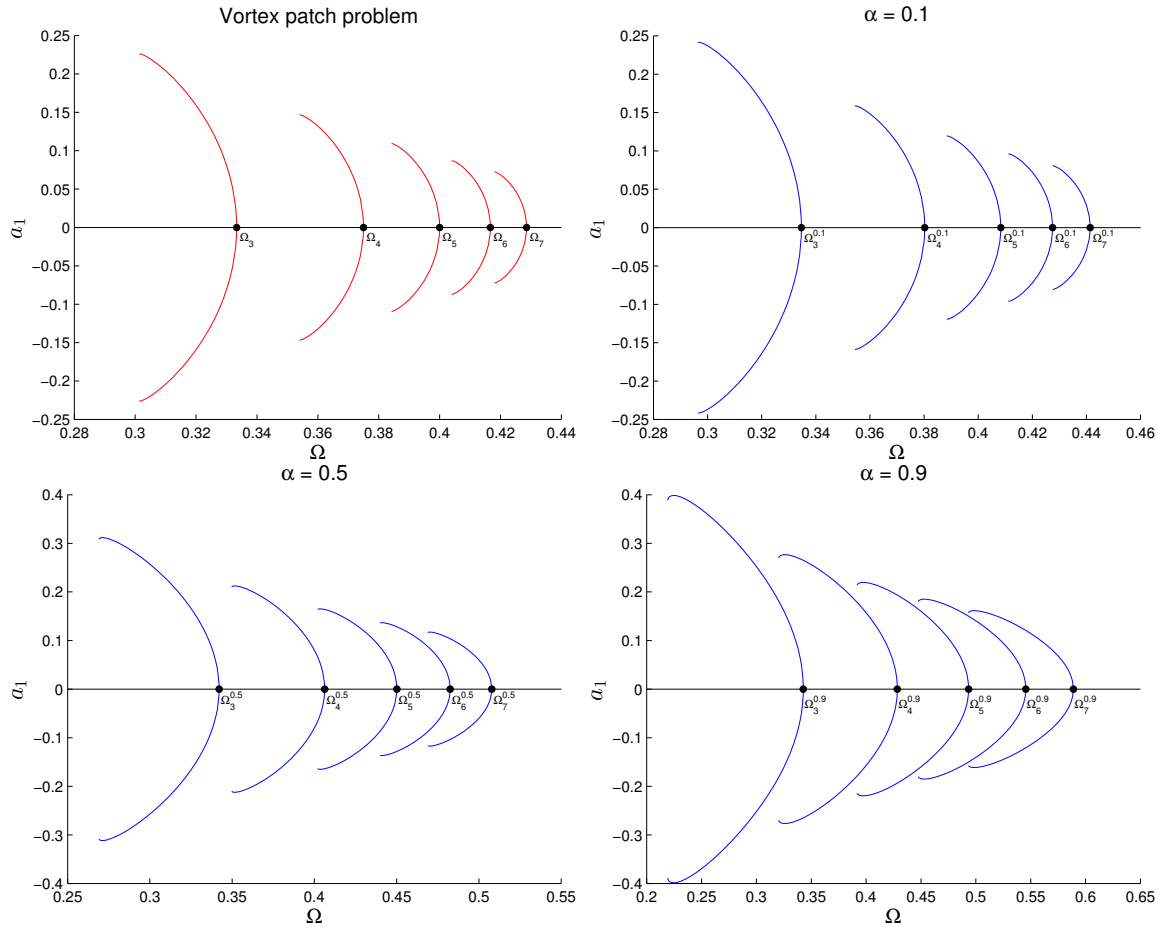 Vortex patch problem
0.25
0.2
0.15
0.1
0.05
0
−0.05
−0.1
−0.15
−0.2
−0.25
a₁
Ω₃
Ω₄
Ω₅
Ω₆
Ω₇
0.28
0.3
0.32
0.34
0.36
0.38
0.4
0.42
0.44
Ω
α = 0.1
0.25
0.2
0.15
0.1
0.05
0
−0.05
−0.1
−0.15
−0.2
−0.25
a₁
Ω₃^0.1
Ω₄^0.1
Ω₅^0.1
Ω₆^0.1
Ω₇^0.1
0.28
0.3
0.32
0.34
0.36
0.38
0.4
0.42
0.44
0.46
Ω
α = 0.5
0.4
0.3
0.2
0.1
0
−0.1
−0.2
−0.3
−0.4
a₁
Ω₃^0.5
Ω₄^0.5
Ω₅^0.5
Ω₆^0.5
Ω₇^0.5
0.25
0.3
0.35
0.4
0.45
0.5
0.55
Ω
α = 0.9
0.4
0.3
0.2
0.1
0
−0.1
−0.2
−0.3
−0.4
a₁
Ω₃^0.9
Ω₄^0.9
Ω₅^0.9
Ω₆^0.9
Ω₇^0.9
0.2
0.25
0.3
0.35
0.4
0.45
0.5
0.55
0.6
0.65
Ω